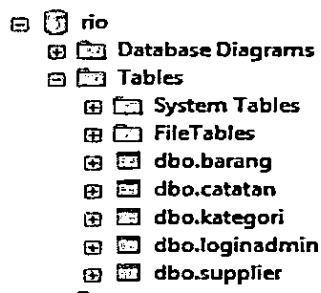 rio
Database Diagrams
Tables
System Tables
FileTables
dbo.barang
dbo.catatan
dbo.kategori
dbo.loginadmin
dbo.supplier